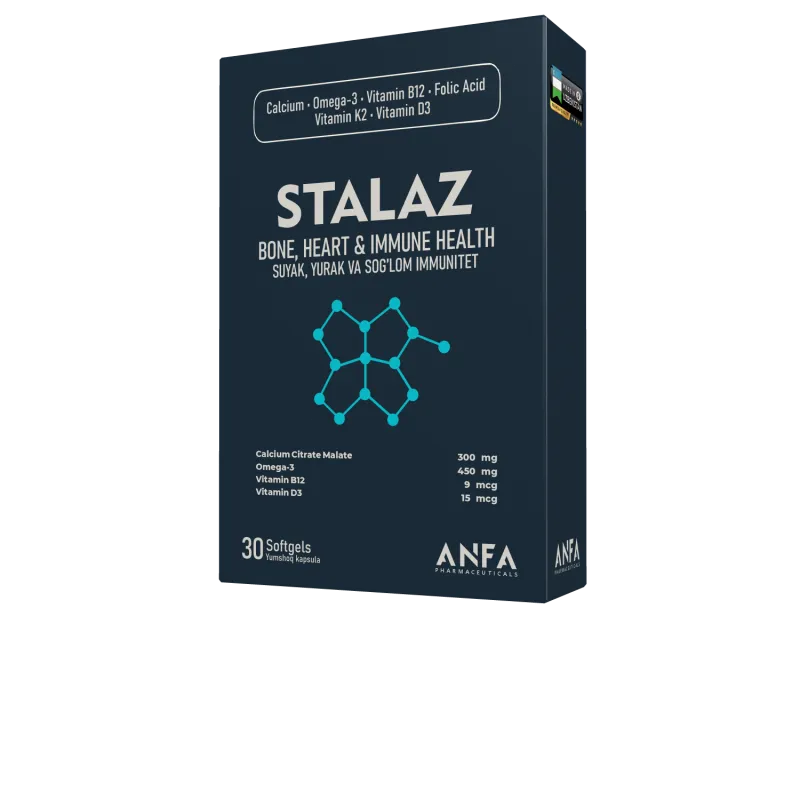 Calcium · Omega-3 · Vitamin B12 · Folic Acid
Vitamin K2 · Vitamin D3
STALAZ
BONE, HEART & IMMUNE HEALTH
SUYAK, YURAK VA SOG'LOM IMMUNITET
Calcium Citrate Malate 300 mg
Omega-3 450 mg
Vitamin B12 9 mcg
Vitamin D3 15 mcg
30 Softgels
Yumshoq kapsula
ANFA
PHARMACEUTICALS
ANFA
PHARMACEUTICALS